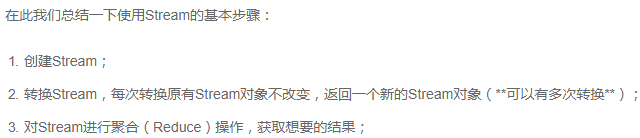 在此我们总结一下使用Stream的基本步骤：
1. 创建Stream；
2. 转换Stream，每次转换原有Stream对象不改变，返回一个新的Stream对象（**可以有多次转换**）；
3. 对Stream进行聚合（Reduce）操作，获取想要的结果；